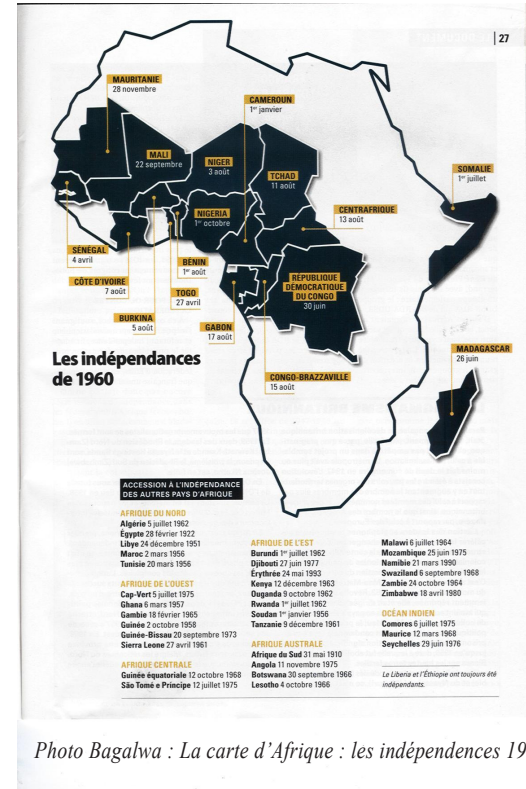 27
MAURITANIE
28 novembre
CAMEROUN
1er janvier
MALI
22 septembre
NIGER
3 août
TCHAD
11 août
SOMALIE
1er juillet
NIGERIA
1er octobre
CENTRAFRIQUE
13 août
SÉNÉGAL
4 avril
BÉNIN
1er août
RÉPUBLIQUE
DÉMOCRATIQUE
DU CONGO
30 juin
CÔTE D'IVOIRE
7 août
TOGO
27 avril
BURKINA
5 août
GABON
17 août
MADAGASCAR
26 juin
CONGO-BRAZZAVILLE
15 août
Les indépendances
de 1960
ACCESSION À L'INDÉPENDANCE
DES AUTRES PAYS D'AFRIQUE
AFRIQUE DU NORD
Algérie 5 juillet 1962
Égypte 28 février 1922
Libye 24 décembre 1951
Maroc 2 mars 1956
Tunisie 20 mars 1956
AFRIQUE DE L'OUEST
Cap-Vert 5 juillet 1975
Ghana 6 mars 1957
Gambie 18 février 1965
Guinée 2 octobre 1958
Guinée-Bissau 20 septembre 1973
Sierra Leone 27 avril 1961
AFRIQUE CENTRALE
Guinée équatoriale 12 octobre 1968
São Tomé e Príncipe 12 juillet 1975
AFRIQUE DE L'EST
Burundi 1er juillet 1962
Djibouti 27 juin 1977
Érythrée 24 mai 1993
Kenya 12 décembre 1963
Ouganda 9 octobre 1962
Rwanda 1er juillet 1962
Soudan 1er janvier 1956
Tanzanie 9 décembre 1961
AFRIQUE AUSTRALE
Afrique du Sud 31 mai 1910
Angola 11 novembre 1975
Botswana 30 septembre 1966
Lesotho 4 octobre 1966
Malawi 6 juillet 1964
Mozambique 25 juin 1975
Namibie 21 mars 1990
Swaziland 6 septembre 1968
Zambie 24 octobre 1964
Zimbabwe 18 avril 1980
OCÉAN INDIEN
Comores 6 juillet 1975
Maurice 12 mars 1968
Seychelles 29 juin 1976
Le Liberia et l'Éthiopie ont toujours été
indépendants.
Photo Bagalwa : La carte d'Afrique : les indépendences 19